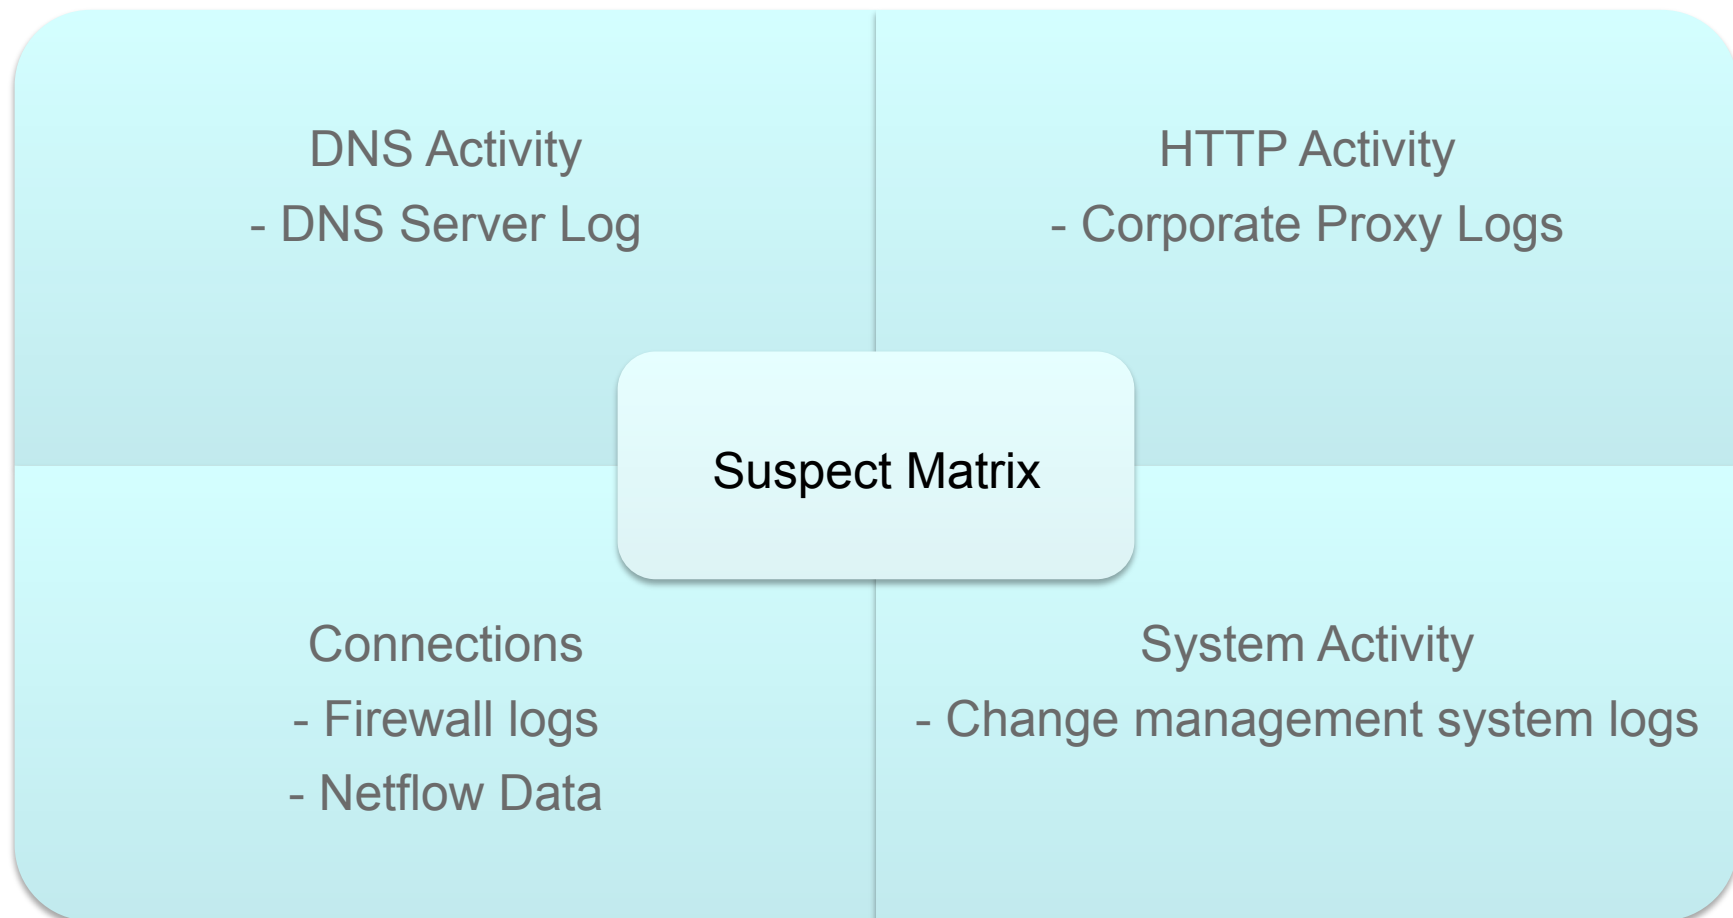 DNS Activity
- DNS Server Log
HTTP Activity
- Corporate Proxy Logs
Suspect Matrix
Connections
- Firewall logs
- Netflow Data
System Activity
- Change management system logs